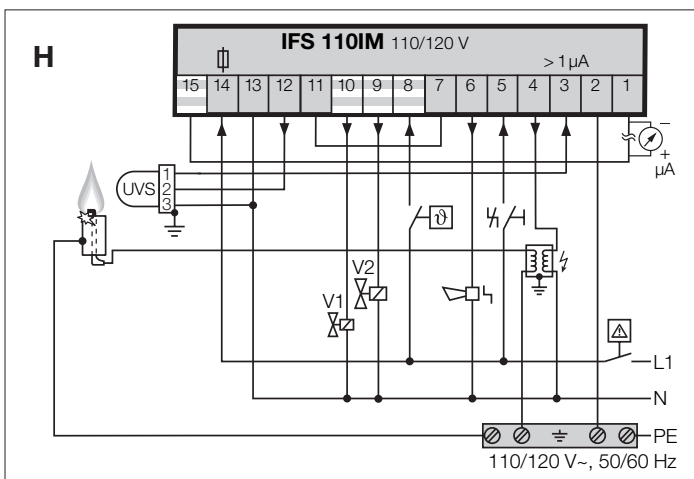 H
IFS 110IM 110/120 V
> 1 µA
15 14 13 12 11 10 9 8 7 6 5 4 3 2 1
–
+
µA
UVS
1
2
3
ϑ
V2
V1
L1
N
PE
110/120 V~, 50/60 Hz